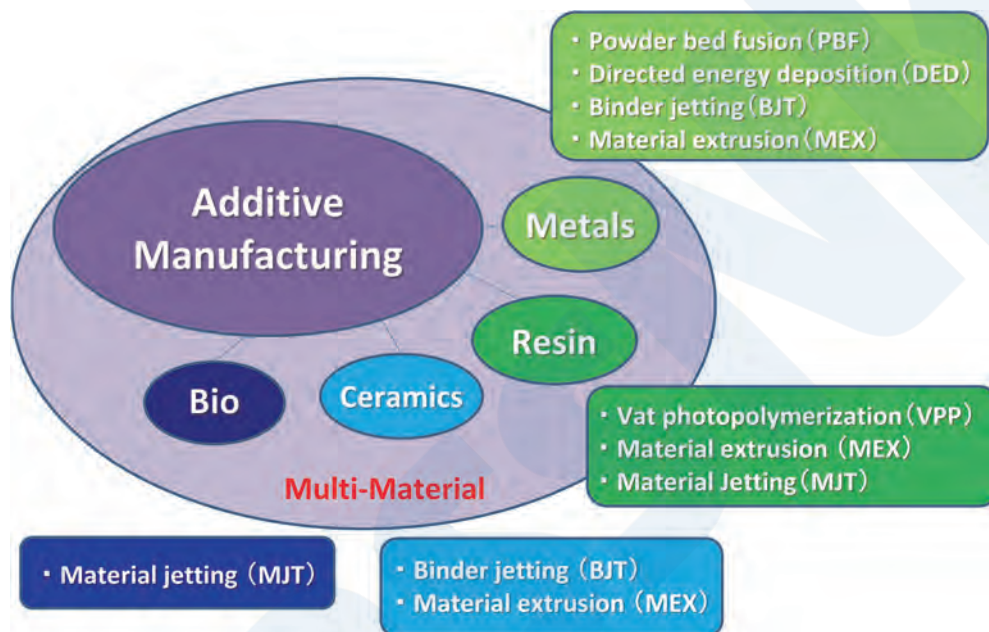 ・Powder bed fusion（PBF）
・Directed energy deposition（DED）
・Binder jetting（BJT）
・Material extrusion（MEX）
Additive
Manufacturing
Metals
Resin
Ceramics
Bio
Multi-Material
・Vat photopolymerization（VPP）
・Material extrusion （MEX）
・Material Jetting（MJT）
・Material jetting （MJT）
・Binder jetting （BJT）
・Material extrusion （MEX）